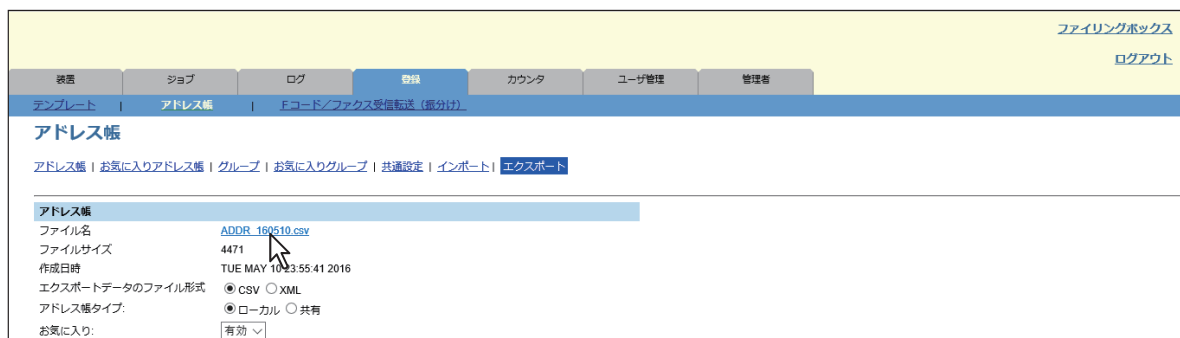 ファイリングボックス
ログアウト
装置 ジョブ ログ 登録 カウンタ ユーザ管理 管理者
テンプレート | アドレス帳 | Fコード／ファクス受信転送（振分け）
アドレス帳
アドレス帳 | お気に入りアドレス帳 | グループ | お気に入りグループ | 共通設定 | インポート | エクスポート
アドレス帳
ファイル名 ADDR_160510.csv
ファイルサイズ 4471
作成日時 TUE MAY 10 23:55:41 2016
エクスポートデータのファイル形式 CSV XML
アドレス帳タイプ: ローカル 共有
お気に入り: 有効